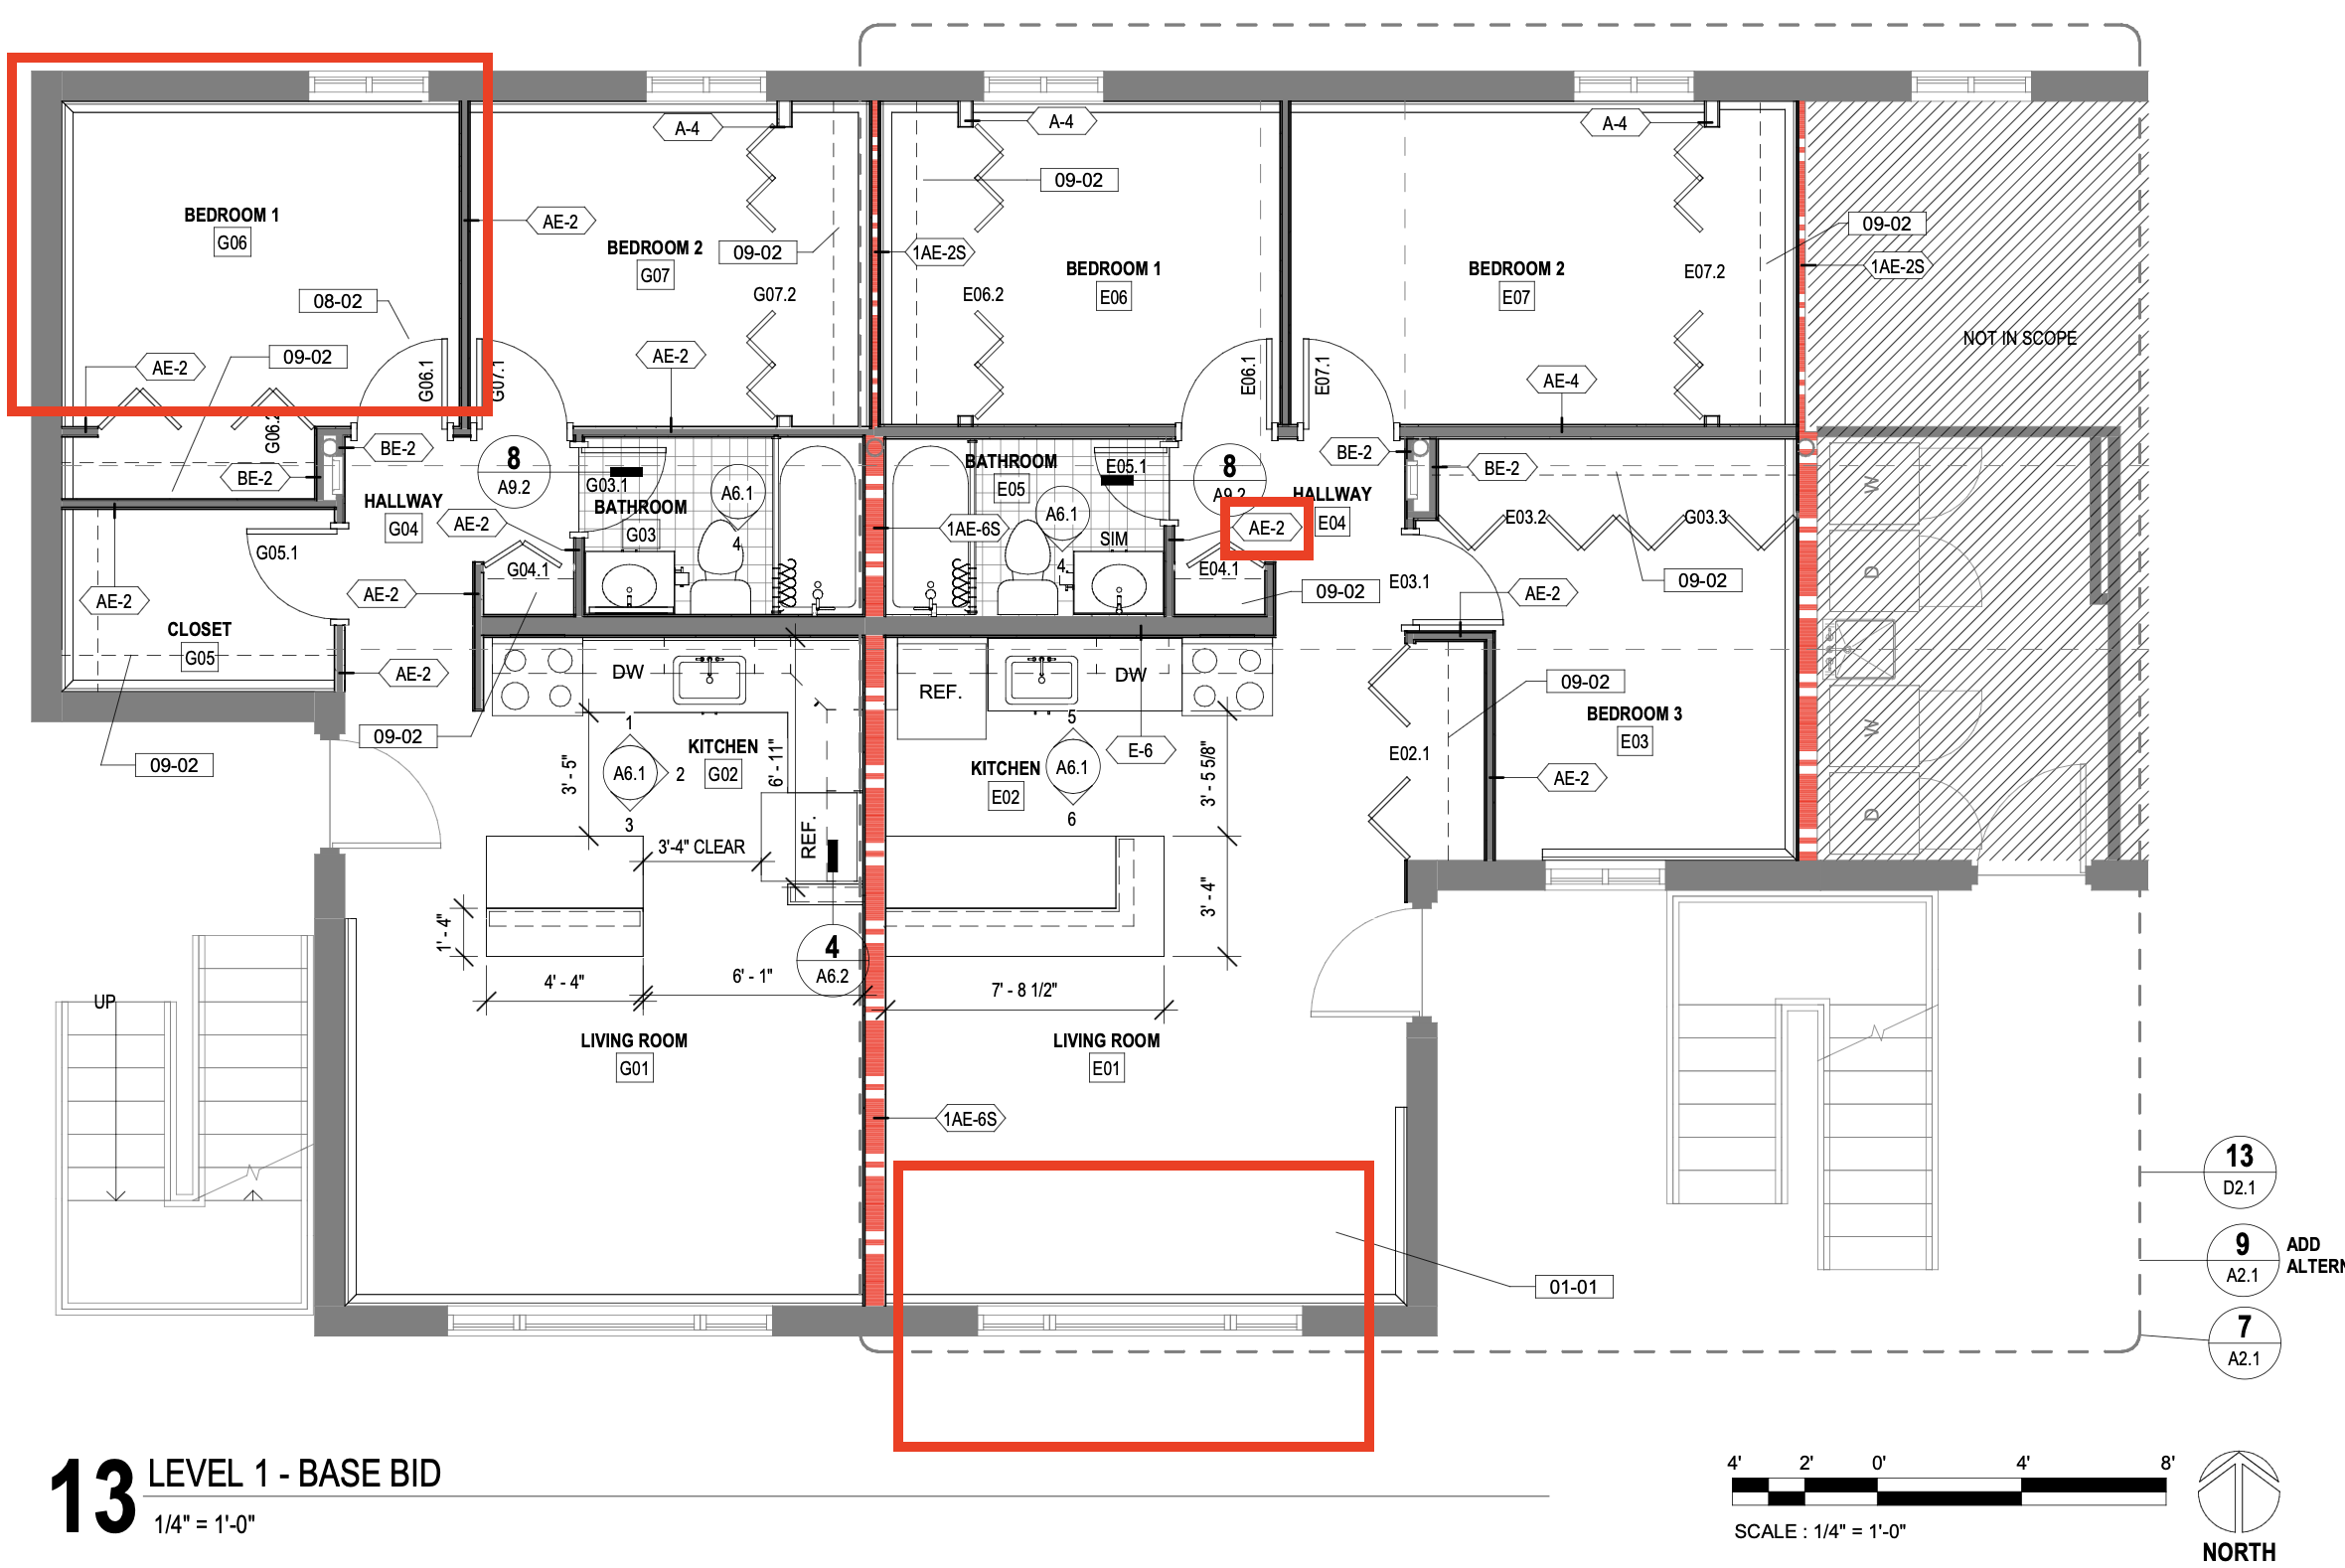 A-4
A-4
A-4
09-02
BEDROOM 1
G06
AE-2
BEDROOM 2
G07
09-02
1AE-2S
BEDROOM 1
E06
BEDROOM 2
E07
E07.2
09-02
1AE-2S
08-02
G07.2
E06.2
NOT IN SCOPE
AE-2
09-02
G06.1
G07.1
AE-2
E06.1
E07.1
AE-4
G06.2
BE-2
BE-2
HALLWAY
G04
8
A9.2
G03.1
BATHROOM
G03
A6.1
4
BATHROOM
E05
E05.1
A6.1
4
SIM
8
A9.2
HALLWAY
E04
AE-2
BE-2
BE-2
E03.2
G03.3
W
AE-2
1AE-6S
G05.1
G04.1
E04.1
09-02
E03.1
AE-2
09-02
D
AE-2
AE-2
CLOSET
G05
AE-2
DW
REF.
DW
09-02
BEDROOM 3
E03
W
09-02
09-02
3' - 5"
1
A6.1
2
3
KITCHEN
G02
6' - 11"
KITCHEN
E02
5
A6.1
6
E-6
3' - 5 5/8"
E02.1
AE-2
D
3'-4" CLEAR
REF.
3' - 4"
1' - 4"
4
A6.2
4' - 4"
6' - 1"
7' - 8 1/2"
UP
LIVING ROOM
G01
LIVING ROOM
E01
1AE-6S
13
D2.1
01-01
9
A2.1
ADD
ALTERN
7
A2.1
13
LEVEL 1 - BASE BID
1/4" = 1'-0"
4' 2' 0' 4' 8'
SCALE : 1/4" = 1'-0"
NORTH